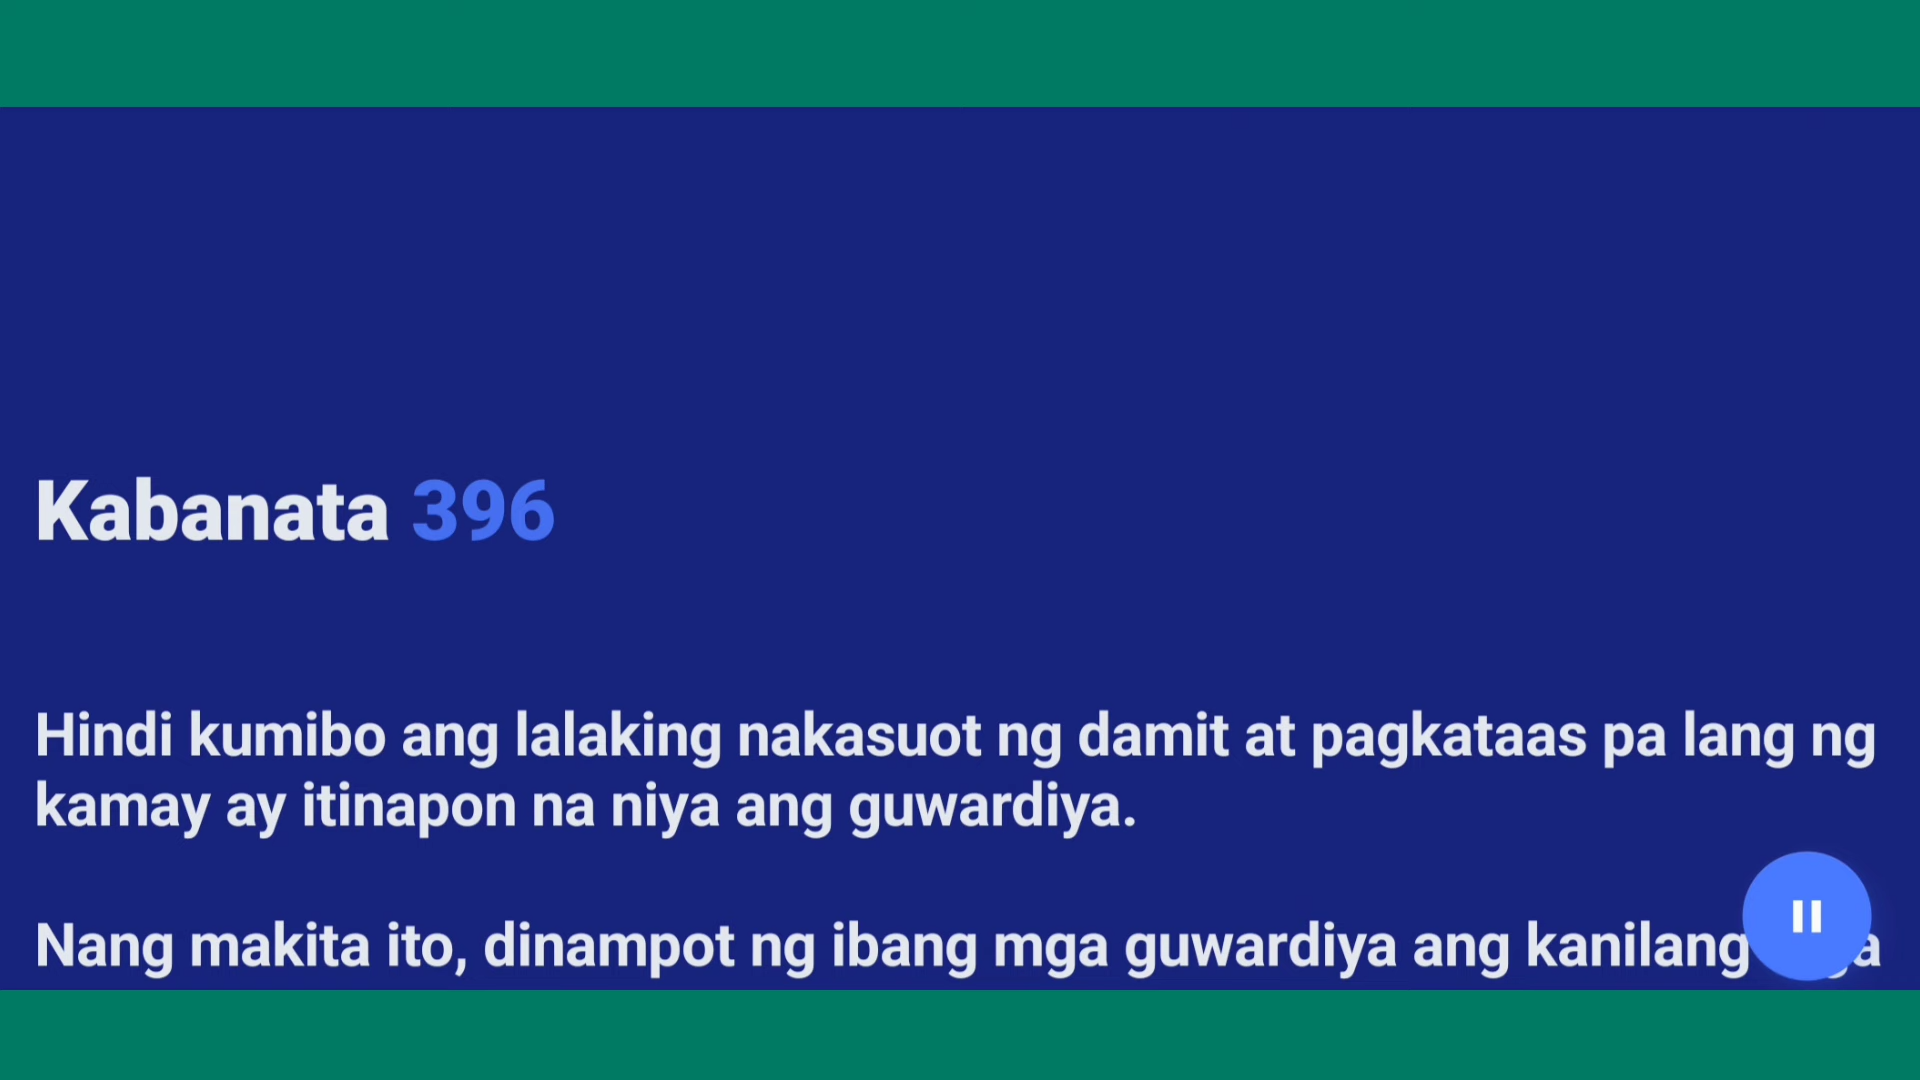 Kabanata 396
Hindi kumibo ang lalaking nakasuot ng damit at pagkataas pa lang ng
kamay ay itinapon na niya ang guwardiya.
Nang makita ito, dinampot ng ibang mga guwardiya ang kanilang